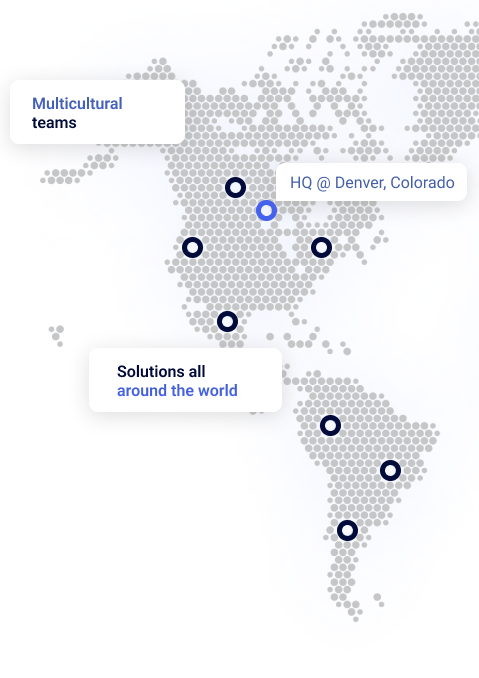 Multicultural
teams
HQ @ Denver, Colorado
Solutions all
around the world